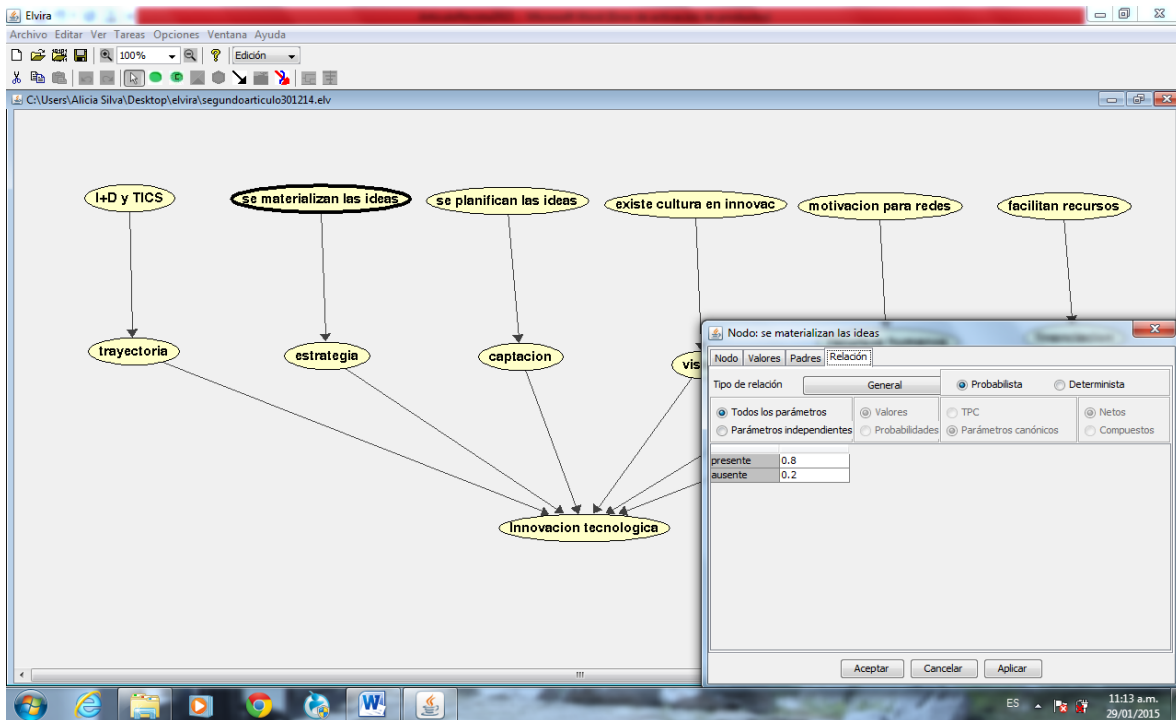 Elvira
Archivo Editar Ver Tareas Opciones Ventana Ayuda
100% Edición
C:\Users\Alicia Silva\Desktop\elvira\segundoarticulo301214.elv
I+D y TICS
se materializan las ideas
se planifican las ideas
existe cultura en innovac
motivacion para redes
facilitan recursos
trayectoria
estrategia
captacion
vis
Innovacion tecnologica
Nodo: se materializan las ideas
Nodo Valores Padres Relación
Tipo de relación General Probabilista Determinista
Todos los parámetros Valores TPC Netos
Parámetros independientes Probabilidades Parámetros canónicos Compuestos
presente 0.8
ausente 0.2
Aceptar Cancelar Aplicar
ES 11:13 a.m.
29/01/2015